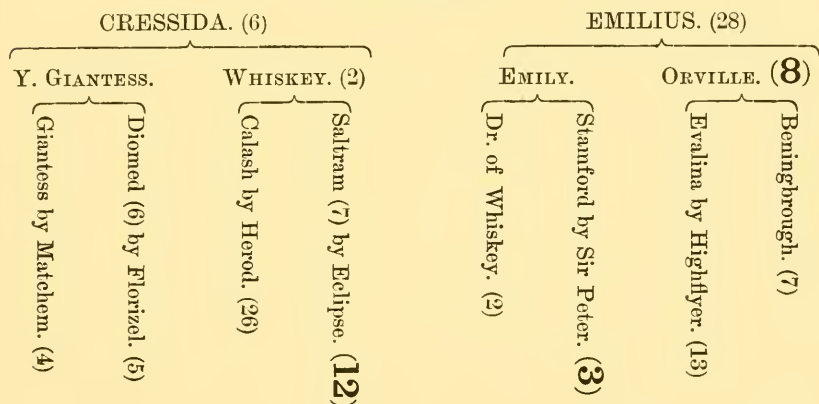 CRESSIDA. (6)
EMILIUS. (28)
Y. GIANTESS.
WHISKEY. (2)
EMILY.
ORVILLE. (8)
Giantess by Matchem. (4)
Diomed (6) by Florizel. (5)
Calash by Herod. (26)
Saltram (7) by Eclipse. (12)
Dr. of Whiskey. (2)
Stamford by Sir Peter. (3)
Evalina by Highflyer. (13)
Beningbrough. (7)